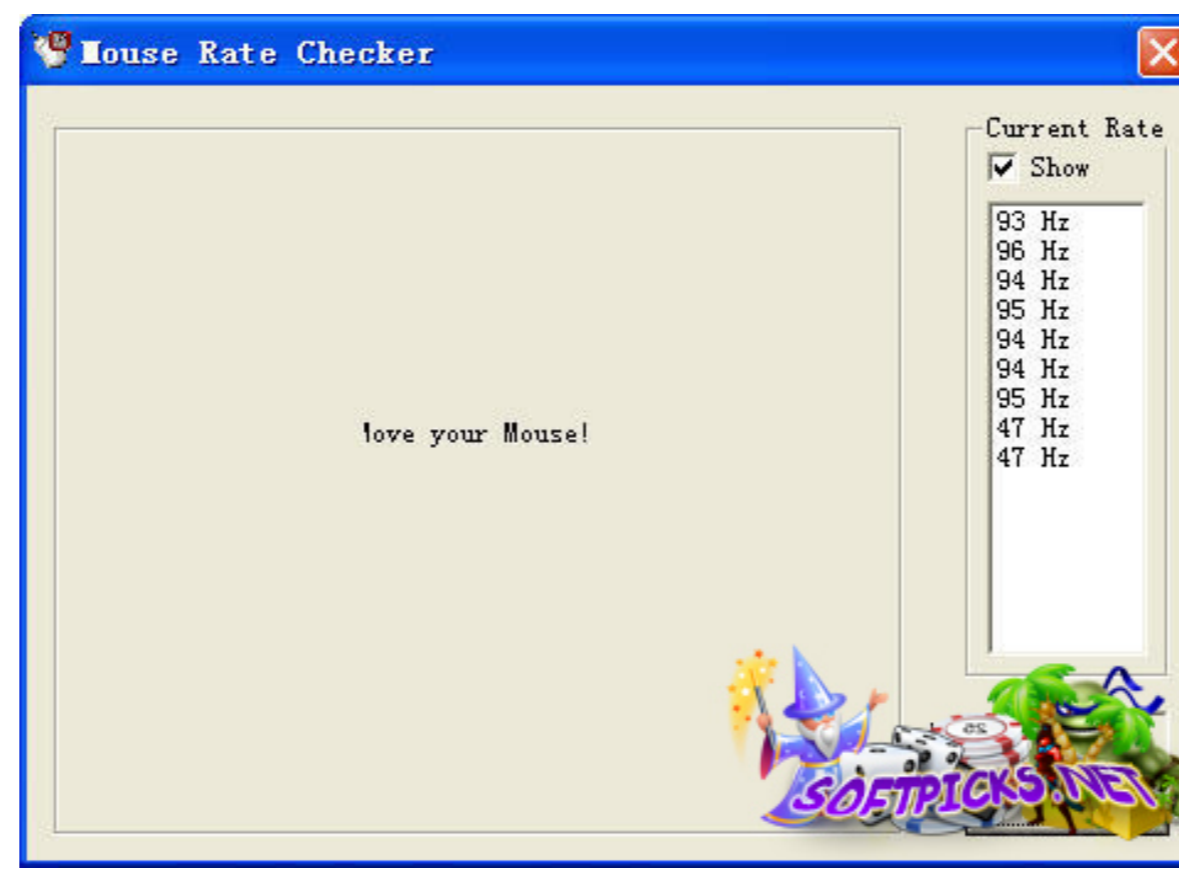 Mouse Rate Checker
Current Rate
Show
93 Hz
96 Hz
94 Hz
95 Hz
94 Hz
94 Hz
95 Hz
47 Hz
47 Hz
Move your Mouse!
SOFTPICKS.NET